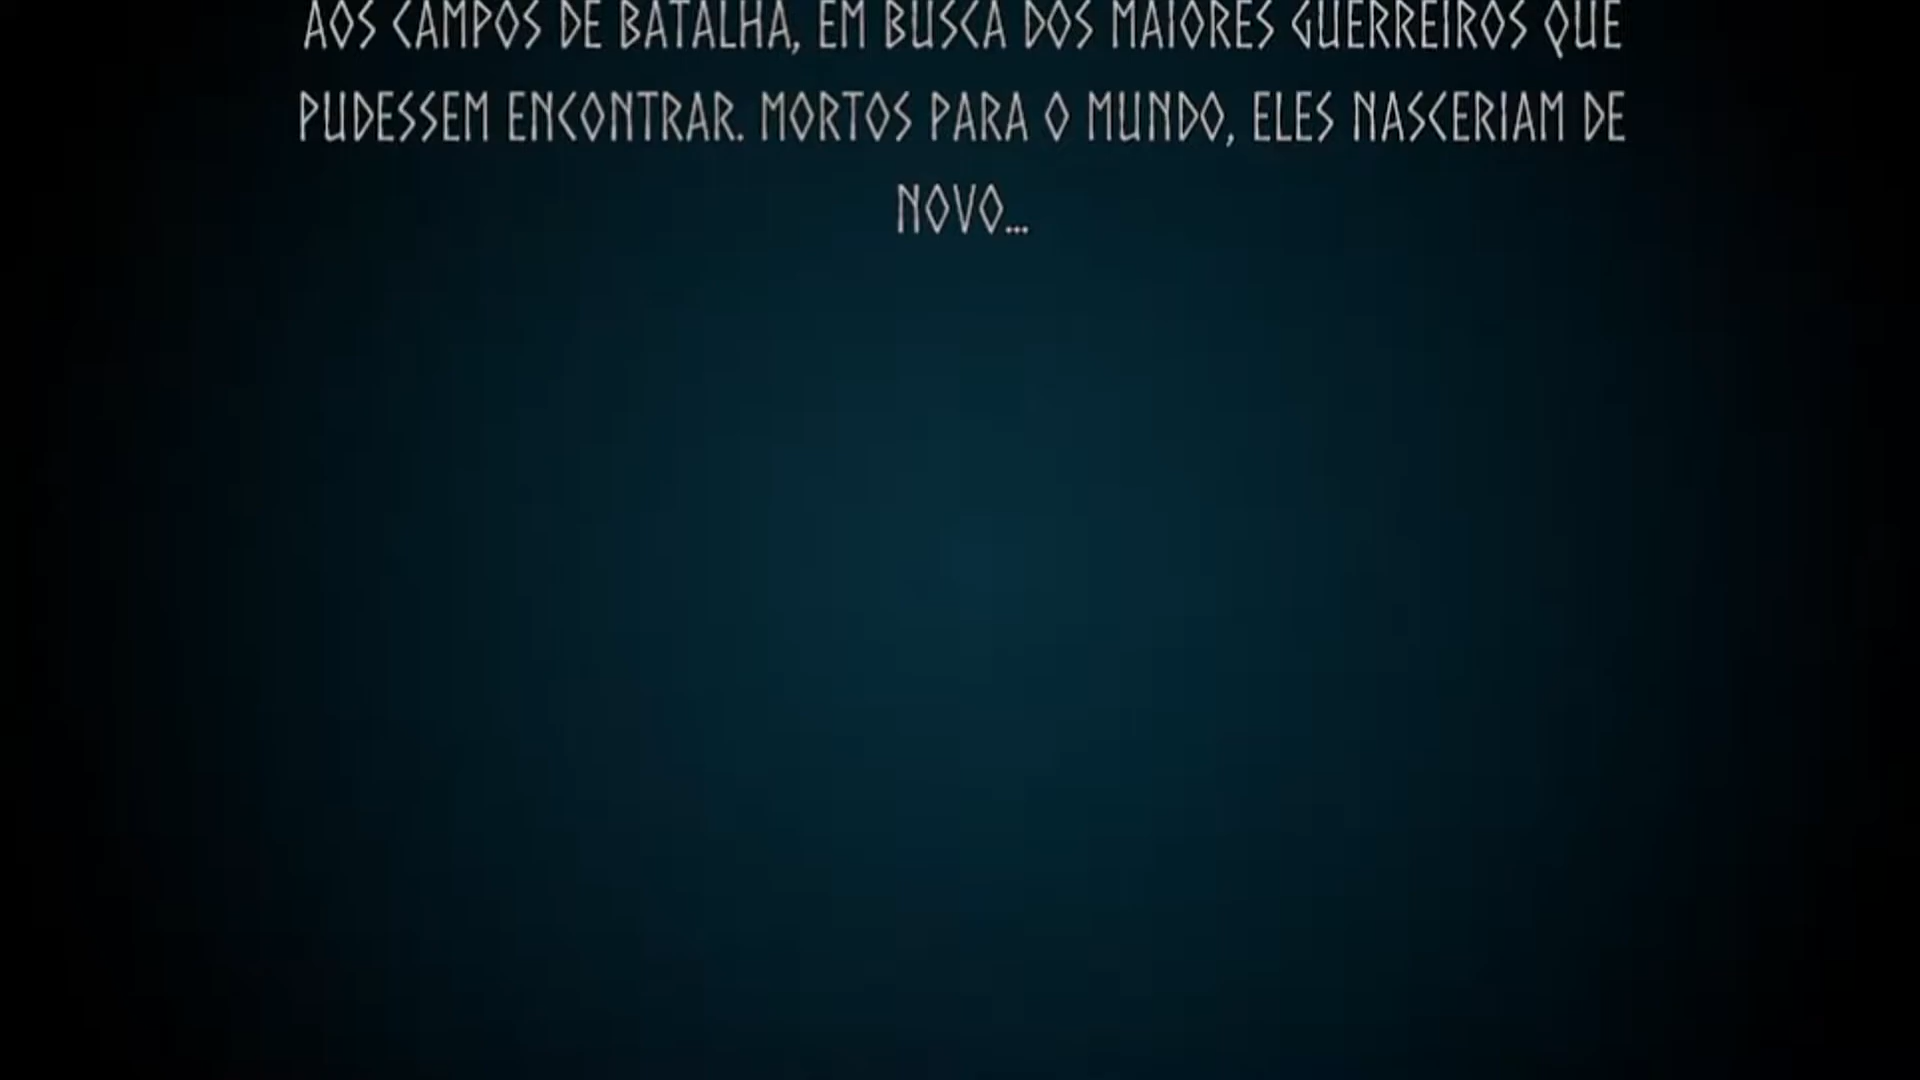 AOS CAMPOS DE BATALHA, EM BUSCA DOS MAIORES GUERREIROS QUE
PUDESSEM ENCONTRAR. MORTOS PARA O MUNDO, ELES NASCERIAM DE
NOVO...